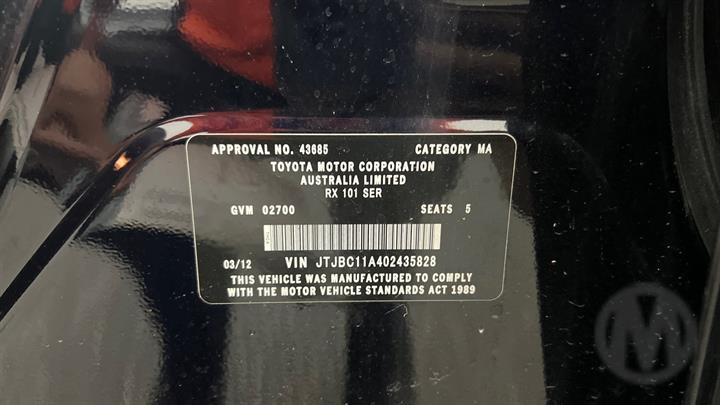 APPROVAL NO. 43685 CATEGORY MA
TOYOTA MOTOR CORPORATION
AUSTRALIA LIMITED
RX 101 SER
GVM 02700 SEATS 5
03/12 VIN JTJBC11A402435828
THIS VEHICLE WAS MANUFACTURED TO COMPLY
WITH THE MOTOR VEHICLE STANDARDS ACT 1989
M